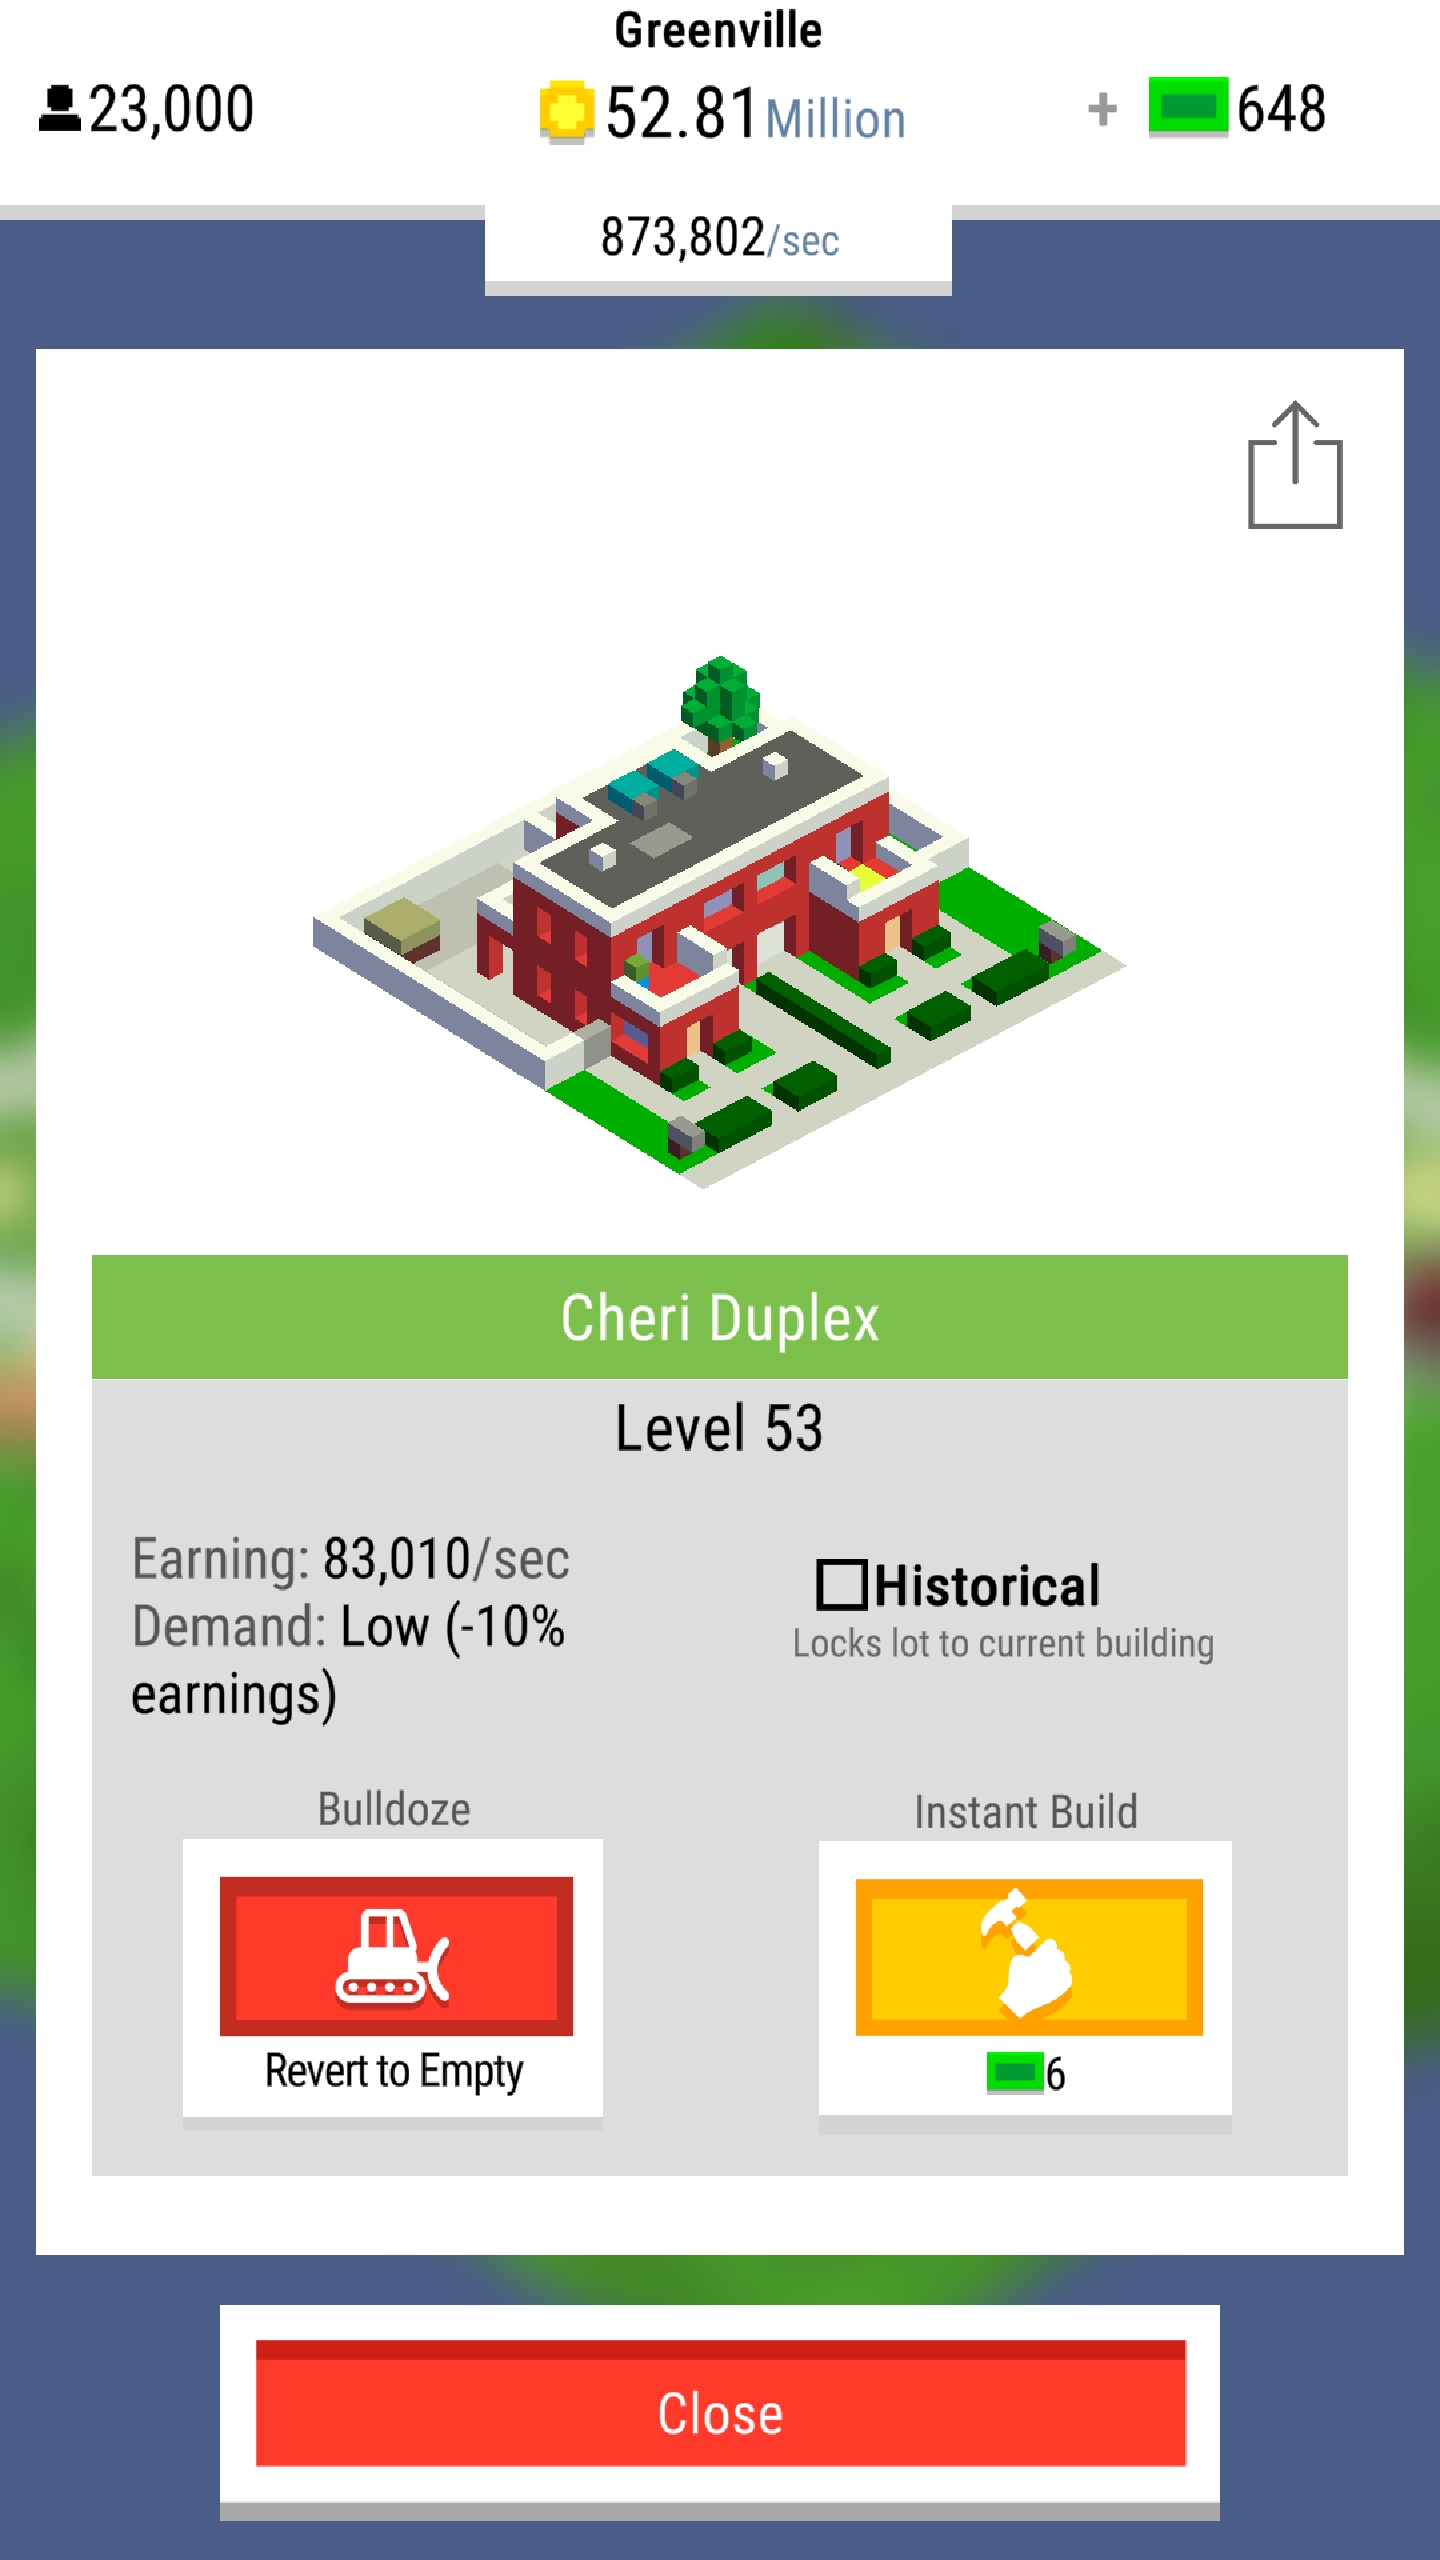 Greenville
23,000
52.81 Million
+ 648
873,802/sec
Cheri Duplex
Level 53
Earning: 83,010/sec
Demand: Low (-10%
earnings)
Historical
Locks lot to current building
Bulldoze
Revert to Empty
Instant Build
6
Close